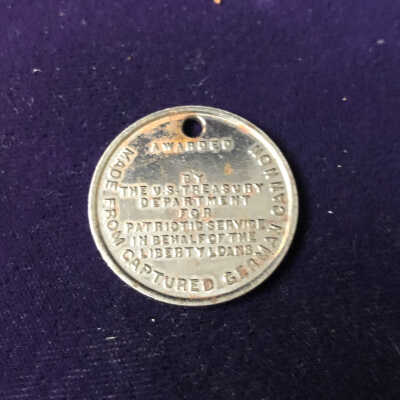 AWARDED
BY
THE U.S. TREASURY
DEPARTMENT
FOR
PATRIOTIC SERVICE
IN BEHALF OF THE
LIBERTY LOANS
MADE FROM CAPTURED GERMAN CANNON